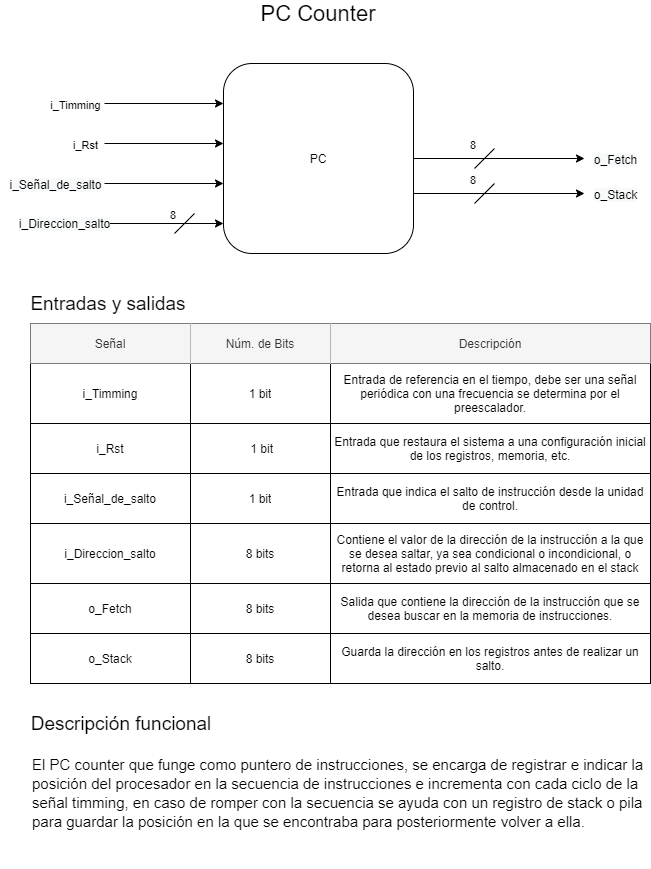 PC Counter
i_Timming
i_Rst
i_Señal_de_salto
i_Direccion_salto
8
PC
8
o_Fetch
8
o_Stack
Entradas y salidas
Señal Núm. de Bits Descripción
i_Timming 1 bit
Entrada de referencia en el tiempo, debe ser una señal
periódica con una frecuencia se determina por el
preescalador.
i_Rst 1 bit
Entrada que restaura el sistema a una configuración inicial
de los registros, memoria, etc.
i_Señal_de_salto 1 bit
Entrada que indica el salto de instrucción desde la unidad
de control.
i_Direccion_salto 8 bits
Contiene el valor de la dirección de la instrucción a la que
se desea saltar, ya sea condicional o incondicional, o
retorna al estado previo al salto almacenado en el stack
o_Fetch 8 bits
Salida que contiene la dirección de la instrucción que se
desea buscar en la memoria de instrucciones.
o_Stack 8 bits
Guarda la dirección en los registros antes de realizar un
salto.
Descripción funcional
El PC counter que funge como puntero de instrucciones, se encarga de registrar e indicar la
posición del procesador en la secuencia de instrucciones e incrementa con cada ciclo de la
señal timming, en caso de romper con la secuencia se ayuda con un registro de stack o pila
para guardar la posición en la que se encontraba para posteriormente volver a ella.